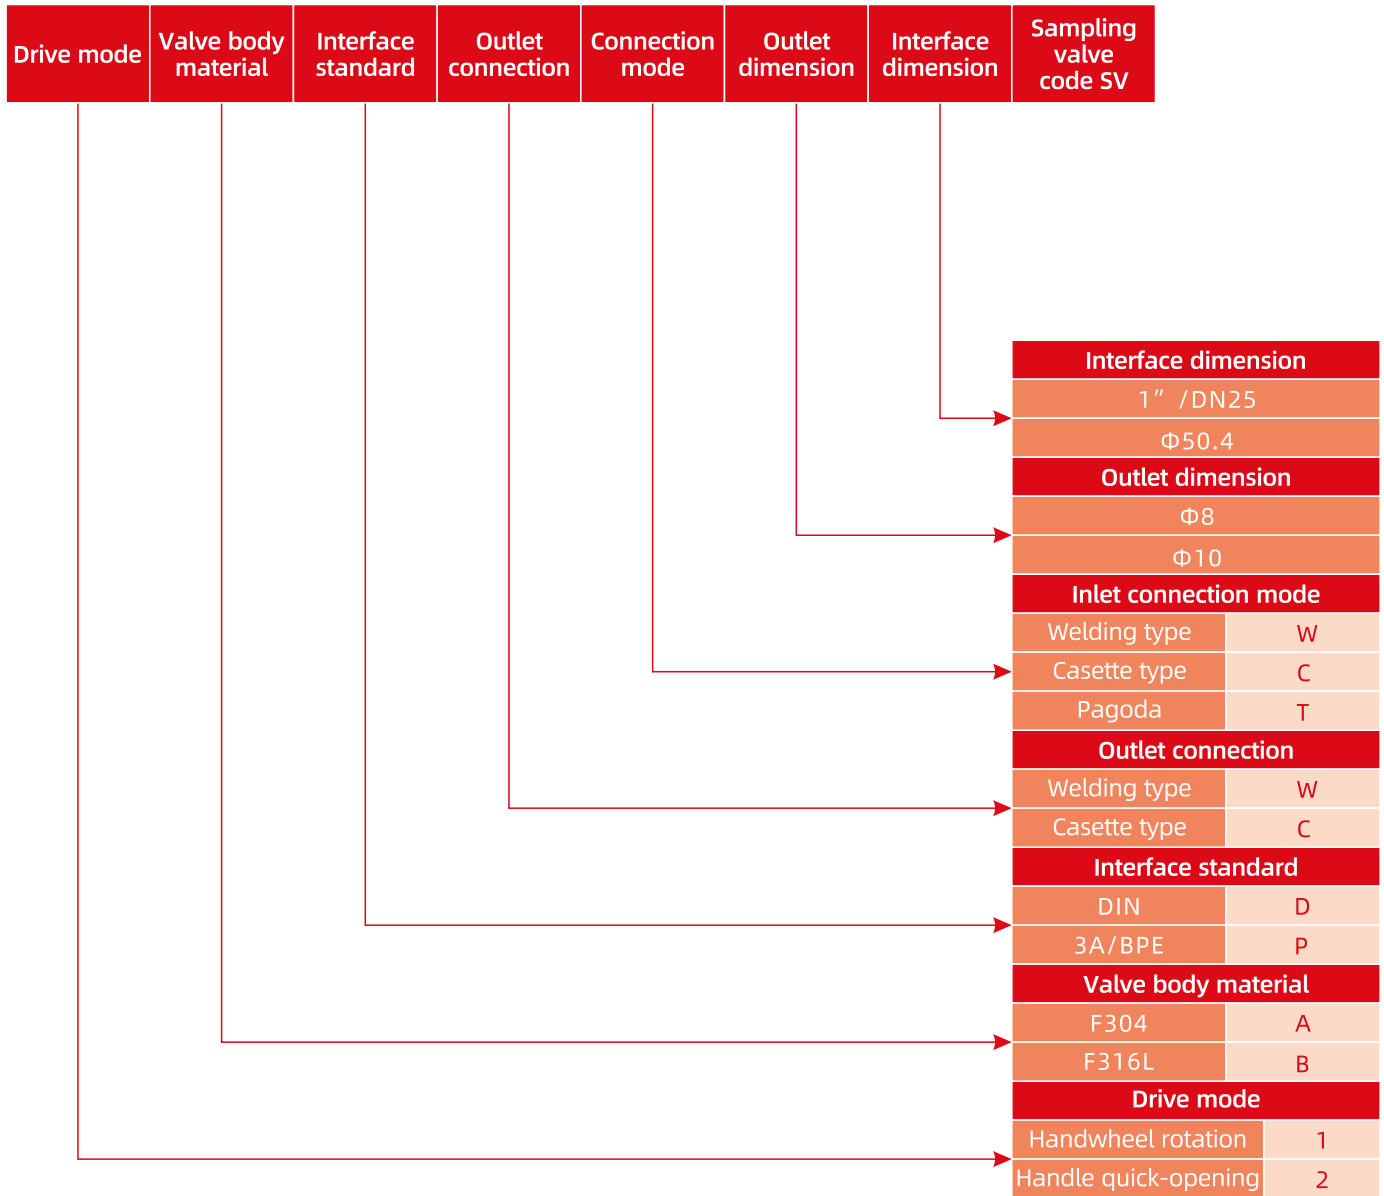 Drive mode
Valve body
material
Interface
standard
Outlet
connection
Connection
mode
Outlet
dimension
Interface
dimension
Sampling
valve
code SV
Interface dimension
1” /DN25
Φ50.4
Outlet dimension
Φ8
Φ10
Inlet connection mode
Welding type W
Casette type C
Pagoda T
Outlet connection
Welding type W
Casette type C
Interface standard
DIN D
3A/BPE P
Valve body material
F304 A
F316L B
Drive mode
Handwheel rotation 1
Handle quick-opening 2